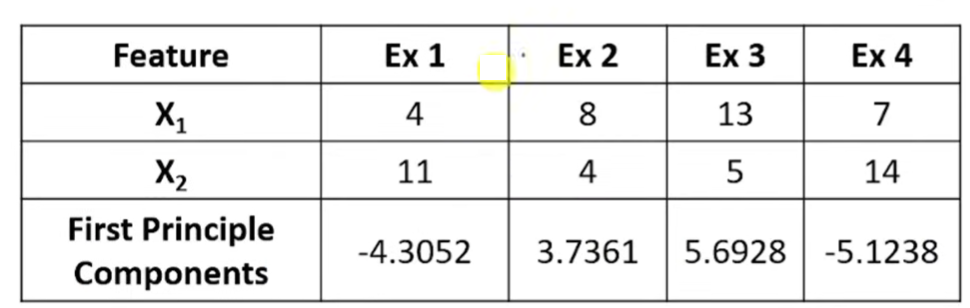 Feature Ex 1 Ex 2 Ex 3 Ex 4
X₁ 4 8 13 7
X₂ 11 4 5 14
First Principle
Components -4.3052 3.7361 5.6928 -5.1238